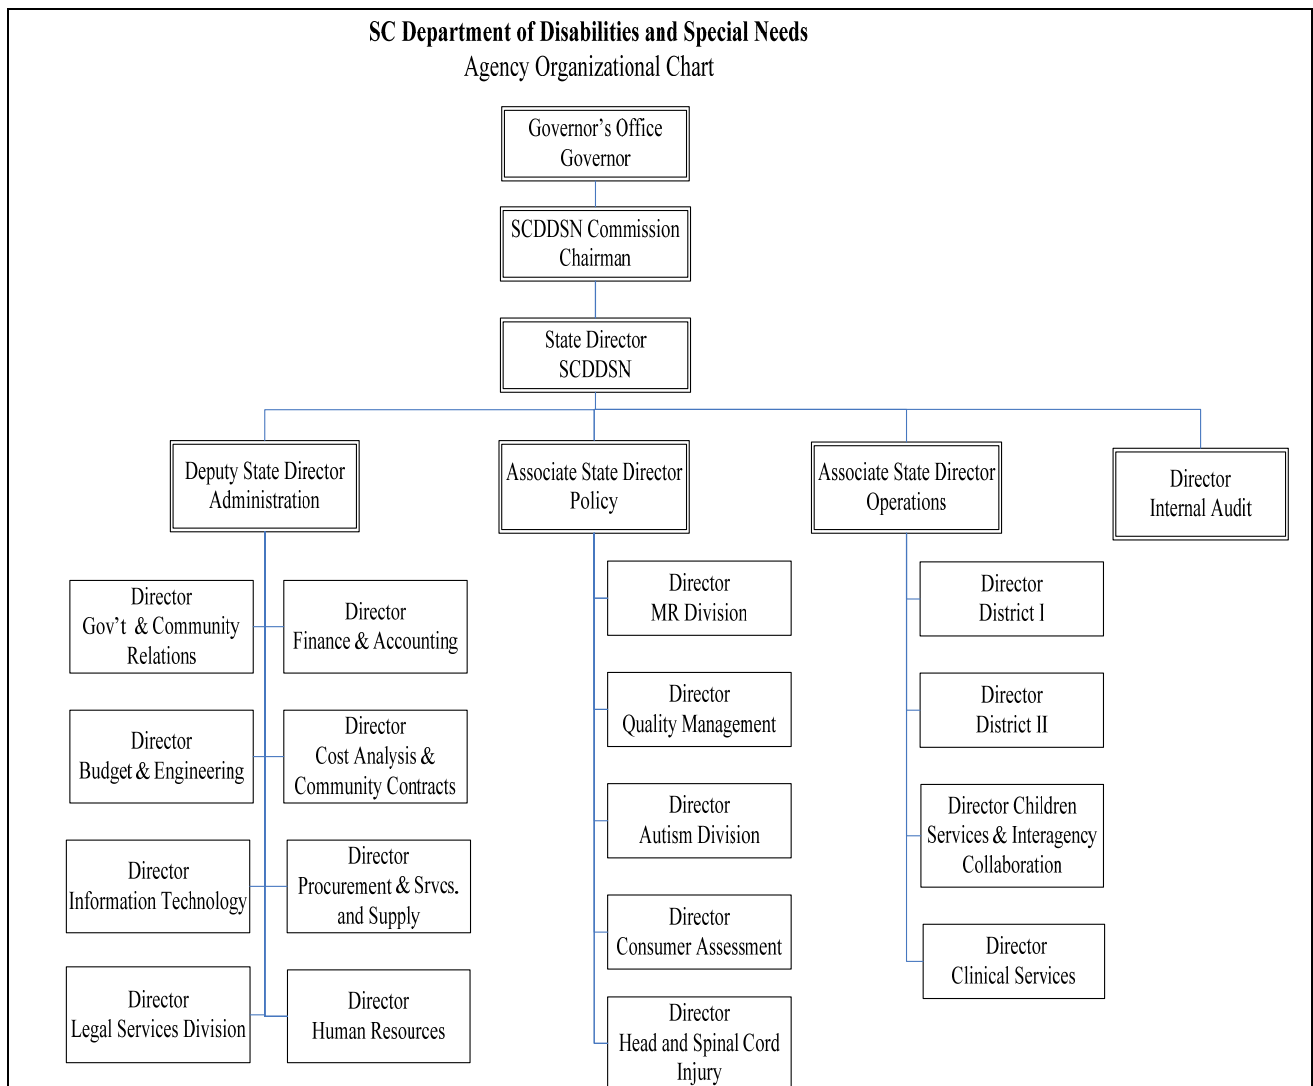 SC Department of Disabilities and Special Needs
Agency Organizational Chart
Governor's Office
Governor
SCDDSN Commission
Chairman
State Director
SCDDSN
Deputy State Director
Administration
Associate State Director
Policy
Associate State Director
Operations
Director
Internal Audit
Director
Gov't & Community
Relations
Director
Finance & Accounting
Director
Budget & Engineering
Director
Cost Analysis &
Community Contracts
Director
Information Technology
Director
Procurement & Srvcs.
and Supply
Director
Legal Services Division
Director
Human Resources
Director
MR Division
Director
Quality Management
Director
Autism Division
Director
Consumer Assessment
Director
Head and Spinal Cord
Injury
Director
District I
Director
District II
Director Children
Services & Interagency
Collaboration
Director
Clinical Services